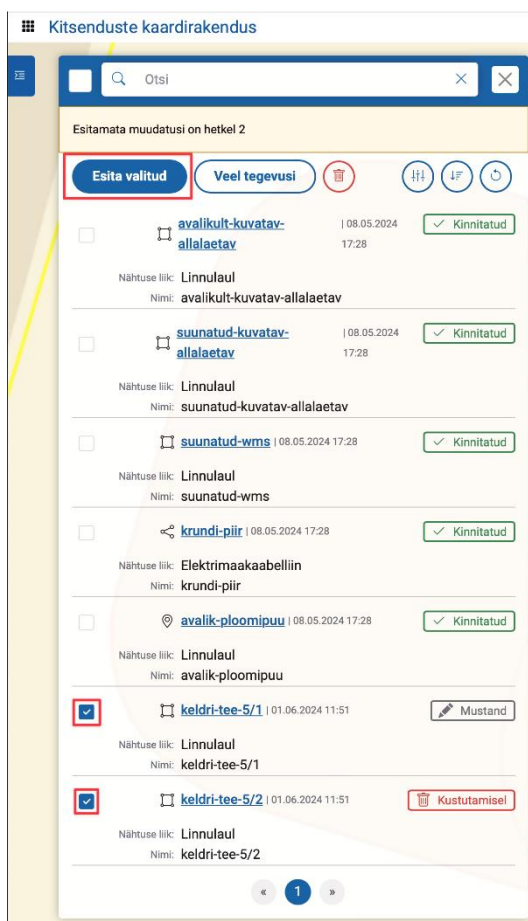 Kitsenduste kaardirakendus
Otsi
Esitamata muudatusi on hetkel 2
Esita valitud Veel tegevusi
avalikult-kuvatav-allalaetav | 08.05.2024 17:28 Kinnitatud
Nähtuse liik: Linnulaul
Nimi: avalikult-kuvatav-allalaetav
suunatud-kuvatav-allalaetav | 08.05.2024 17:28 Kinnitatud
Nähtuse liik: Linnulaul
Nimi: suunatud-kuvatav-allalaetav
suunatud-wms | 08.05.2024 17:28 Kinnitatud
Nähtuse liik: Linnulaul
Nimi: suunatud-wms
krundi-piir | 08.05.2024 17:28 Kinnitatud
Nähtuse liik: Elektrimaakaabelliin
Nimi: krundi-piir
avalik-ploomipuu | 08.05.2024 17:28 Kinnitatud
Nähtuse liik: Linnulaul
Nimi: avalik-ploomipuu
keldri-tee-5/1 | 01.06.2024 11:51 Mustand
Nähtuse liik: Linnulaul
Nimi: keldri-tee-5/1
keldri-tee-5/2 | 01.06.2024 11:51 Kustutamisel
Nähtuse liik: Linnulaul
Nimi: keldri-tee-5/2
« 1 »